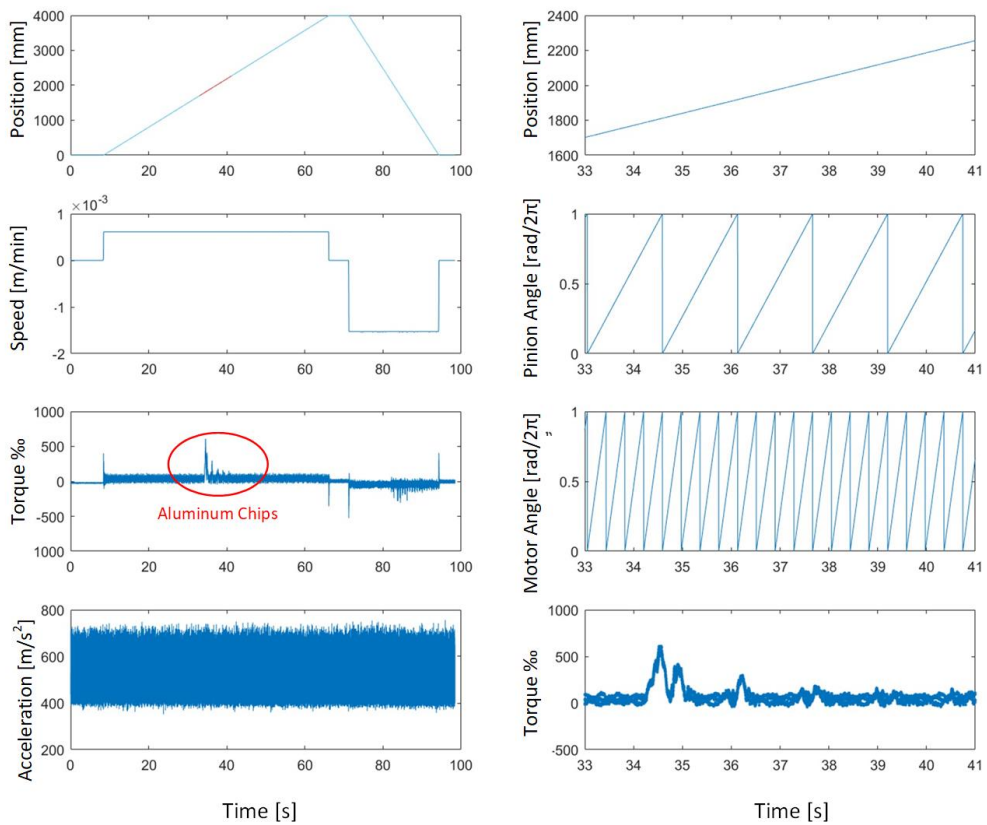 4000
3000
2000
1000
0
0 20 40 60 80 100
Position [mm]
2400
2200
2000
1800
1600
33 34 35 36 37 38 39 40 41
Position [mm]
×10⁻³
1
0
-1
-2
0 20 40 60 80 100
Speed [m/min]
1
0.5
0
33 34 35 36 37 38 39 40 41
Pinion Angle [rad/2π]
1000
500
0
-500
1000
0 20 40 60 80 100
Torque ‰
Aluminum Chips
1
0.5
0
33 34 35 36 37 38 39 40 41
Motor Angle [rad/2π]
800
600
400
200
0 20 40 60 80 100
Acceleration [m/s²]
Time [s]
1000
500
0
-500
33 34 35 36 37 38 39 40 41
Torque ‰
Time [s]